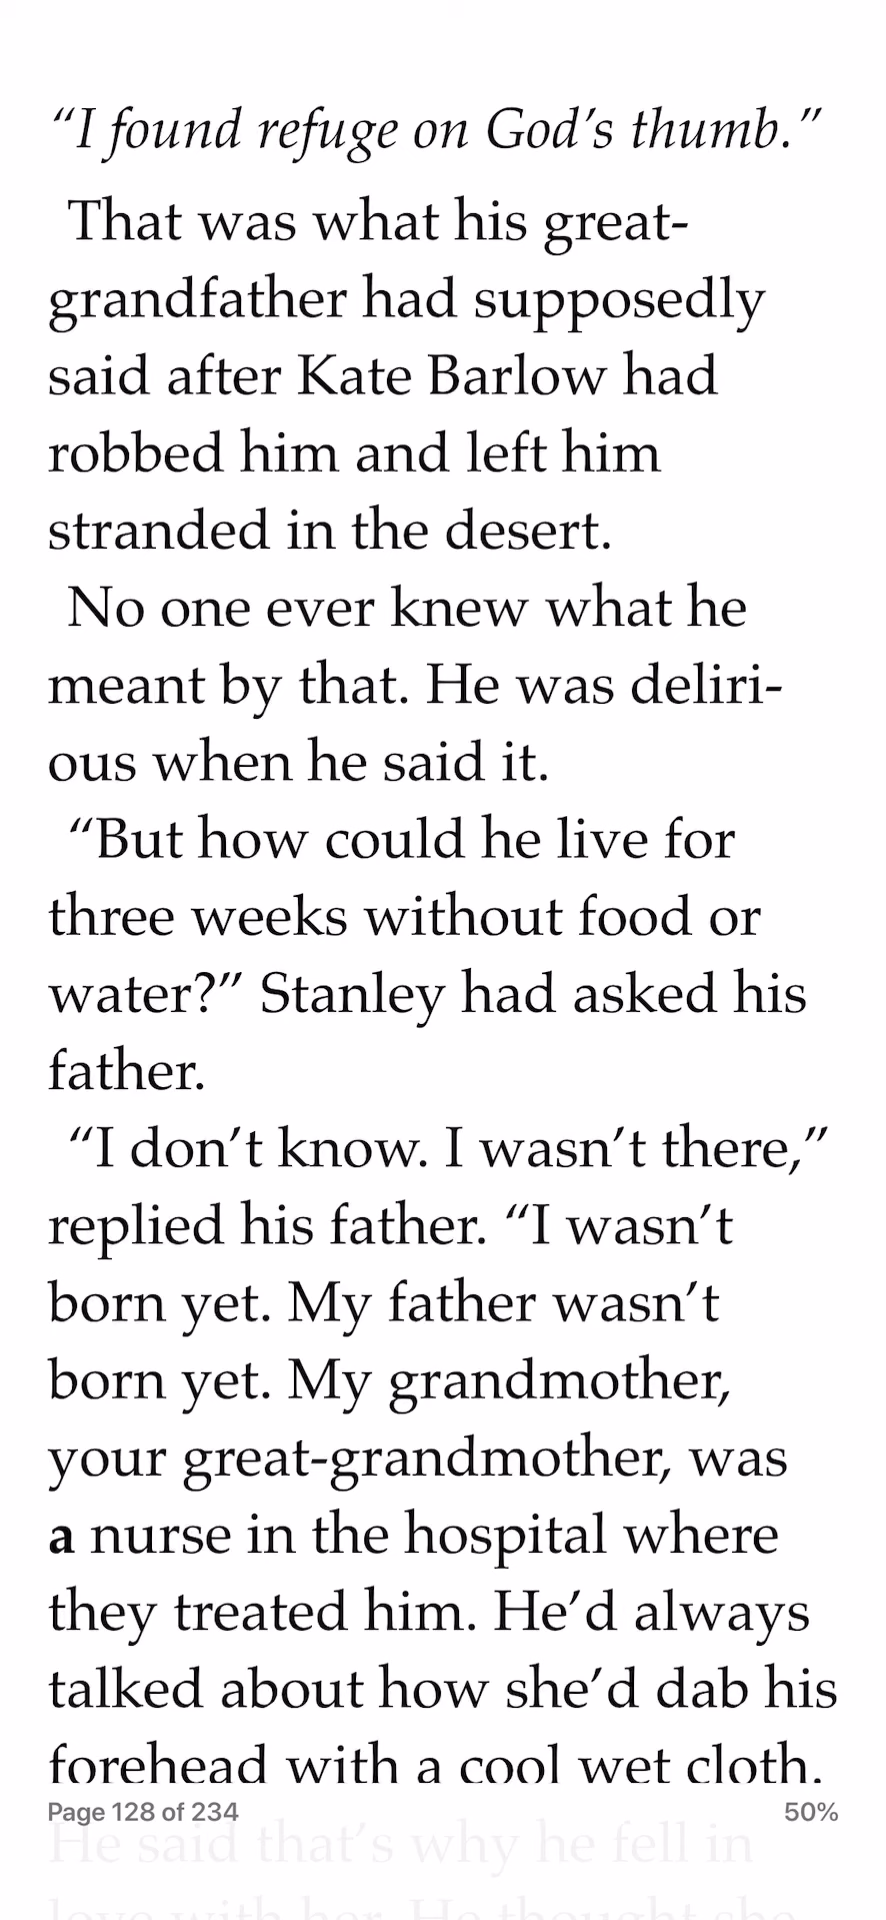 “I found refuge on God’s thumb.”
That was what his great-
grandfather had supposedly
said after Kate Barlow had
robbed him and left him
stranded in the desert.
No one ever knew what he
meant by that. He was deliri-
ous when he said it.
“But how could he live for
three weeks without food or
water?” Stanley had asked his
father.
“I don’t know. I wasn’t there,”
replied his father. “I wasn’t
born yet. My father wasn’t
born yet. My grandmother,
your great-grandmother, was
a nurse in the hospital where
they treated him. He’d always
talked about how she’d dab his
forehead with a cool wet cloth.
Page 128 of 234 50%
He said that’s why he fell in
love with her. He thought she